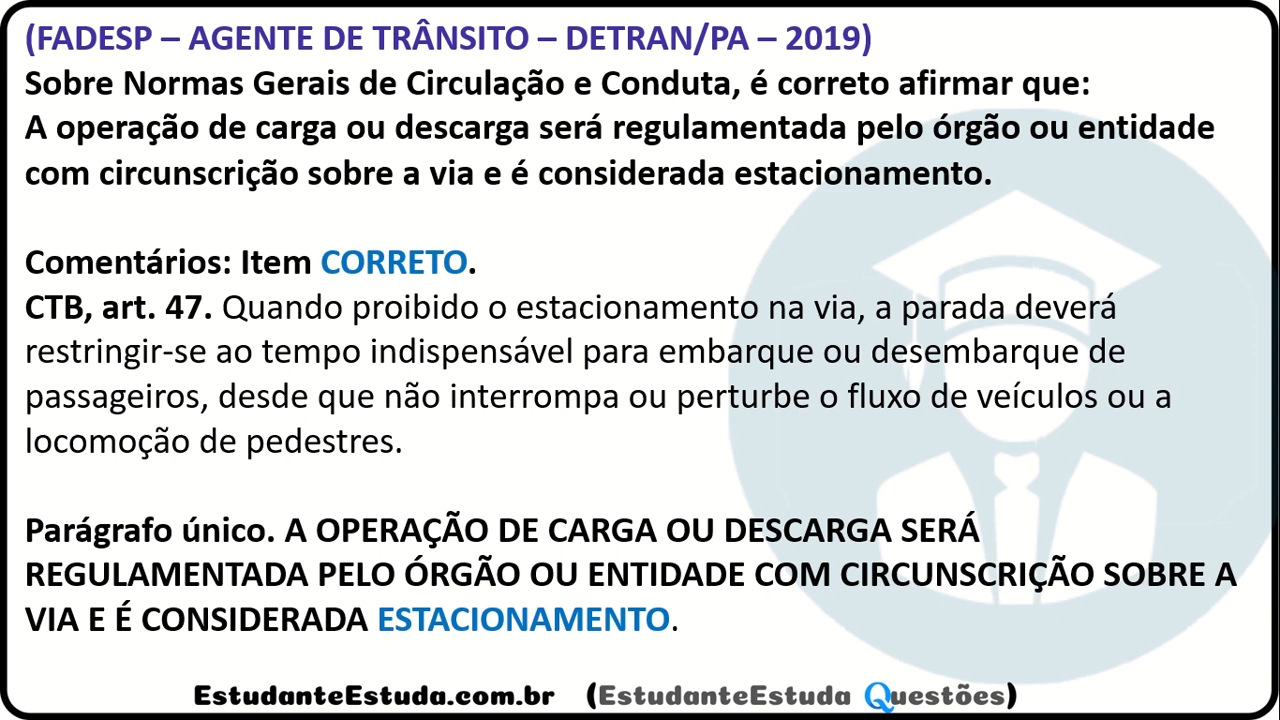 (FADESP – AGENTE DE TRÂNSITO – DETRAN/PA – 2019)
Sobre Normas Gerais de Circulação e Conduta, é correto afirmar que:
A operação de carga ou descarga será regulamentada pelo órgão ou entidade
com circunscrição sobre a via e é considerada estacionamento.
Comentários: Item CORRETO.
CTB, art. 47. Quando proibido o estacionamento na via, a parada deverá
restringir-se ao tempo indispensável para embarque ou desembarque de
passageiros, desde que não interrompa ou perturbe o fluxo de veículos ou a
locomoção de pedestres.
Parágrafo único. A OPERAÇÃO DE CARGA OU DESCARGA SERÁ
REGULAMENTADA PELO ÓRGÃO OU ENTIDADE COM CIRCUNSCRIÇÃO SOBRE A
VIA E É CONSIDERADA ESTACIONAMENTO.
EstudanteEstuda.com.br (EstudanteEstuda Questões)